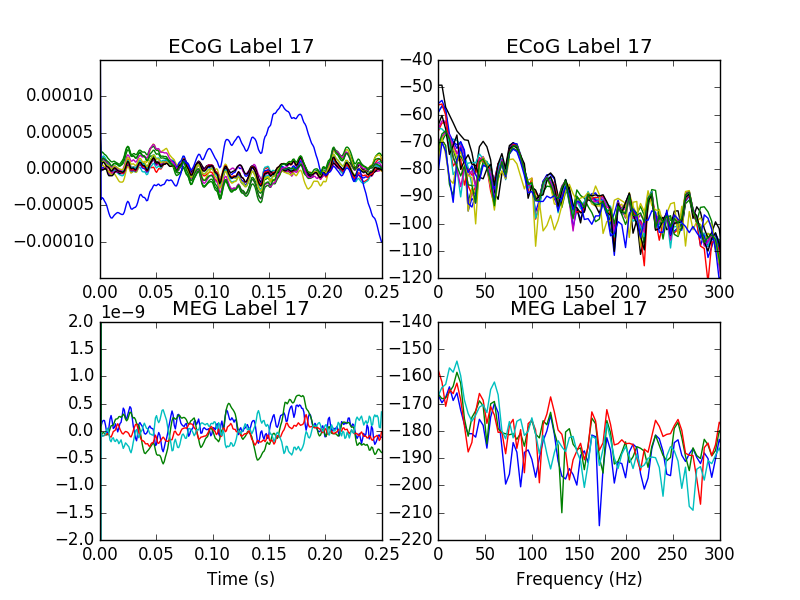 ECoG Label 17
0.00010
0.00005
0.00000
−0.00005
−0.00010
0.00 0.05 0.10 0.15 0.20 0.25
ECoG Label 17
−40
−50
−60
−70
−80
−90
−100
−110
−120
0 50 100 150 200 250 300
MEG Label 17
1e−9
2.0
1.5
1.0
0.5
0.0
−0.5
−1.0
−1.5
−2.0
0.00 0.05 0.10 0.15 0.20 0.25
Time (s)
MEG Label 17
−140
−150
−160
−170
−180
−190
−200
−210
−220
0 50 100 150 200 250 300
Frequency (Hz)